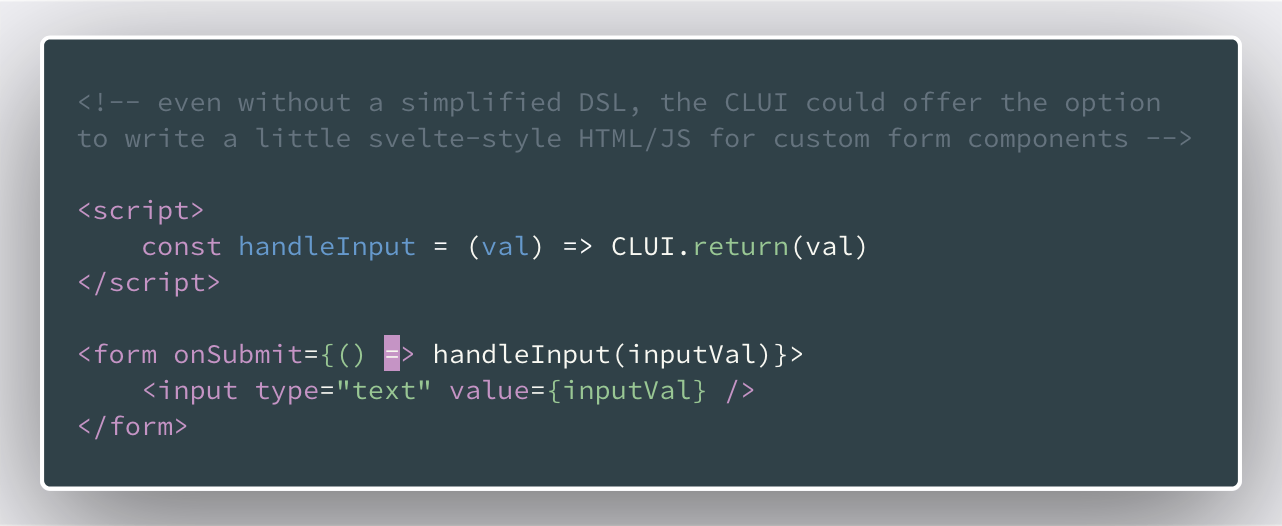 <!-- even without a simplified DSL, the CLUI could offer the option
to write a little svelte-style HTML/JS for custom form components -->
<script>
    const handleInput = (val) => CLUI.return(val)
</script>
<form onSubmit={() => handleInput(inputVal)}>
    <input type="text" value={inputVal} />
</form>